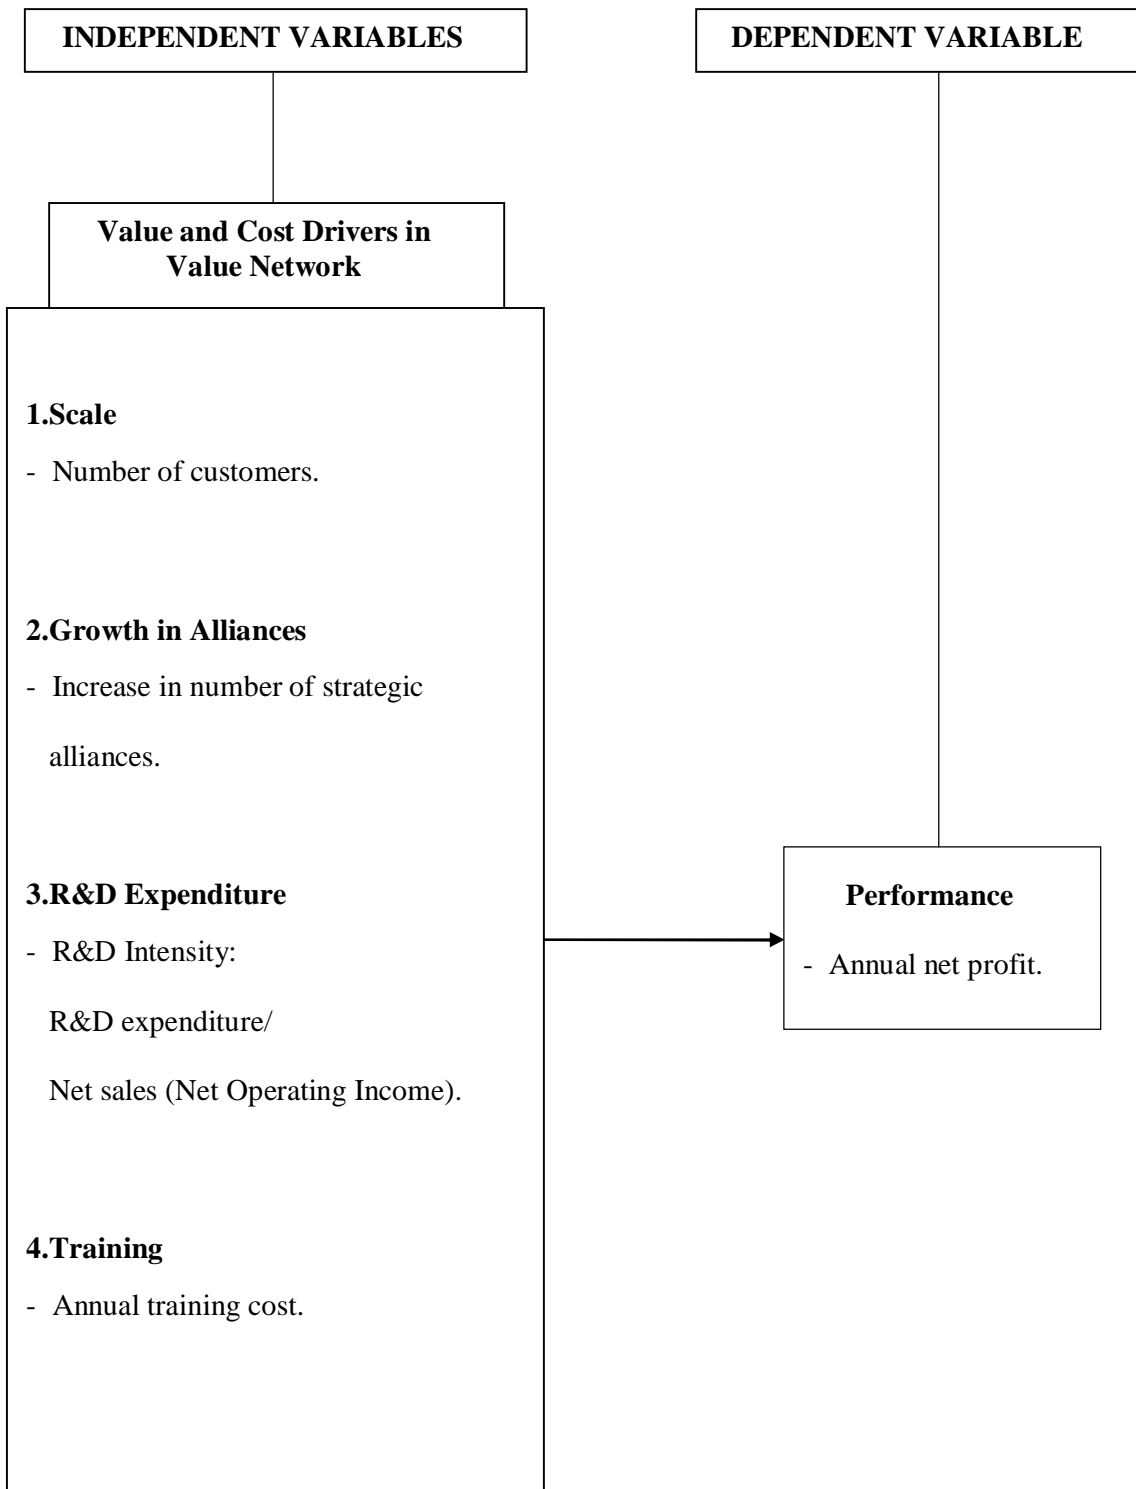 INDEPENDENT VARIABLES
DEPENDENT VARIABLE
Value and Cost Drivers in
Value Network
1.Scale
- Number of customers.
2.Growth in Alliances
- Increase in number of strategic
alliances.
3.R&D Expenditure
- R&D Intensity:
R&D expenditure/
Net sales (Net Operating Income).
4.Training
- Annual training cost.
Performance
- Annual net profit.